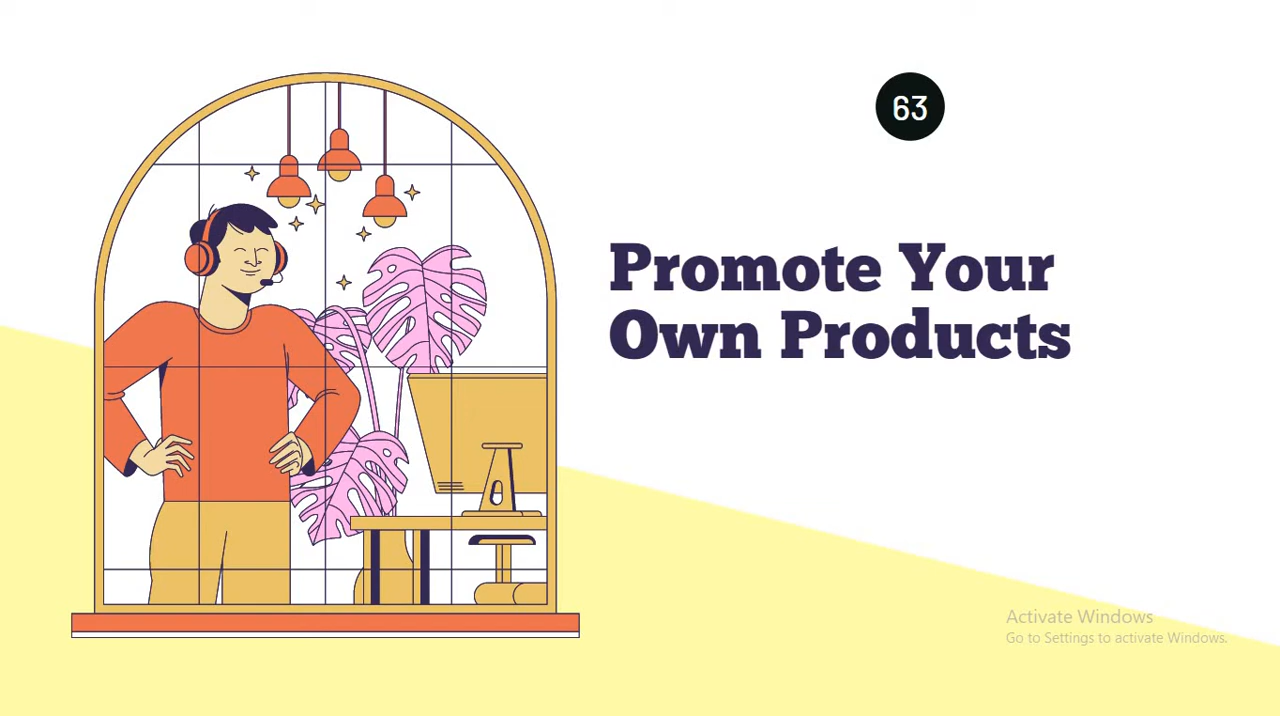 63
Promote Your
Own Products
Activate Windows
Go to Settings to activate Windows.